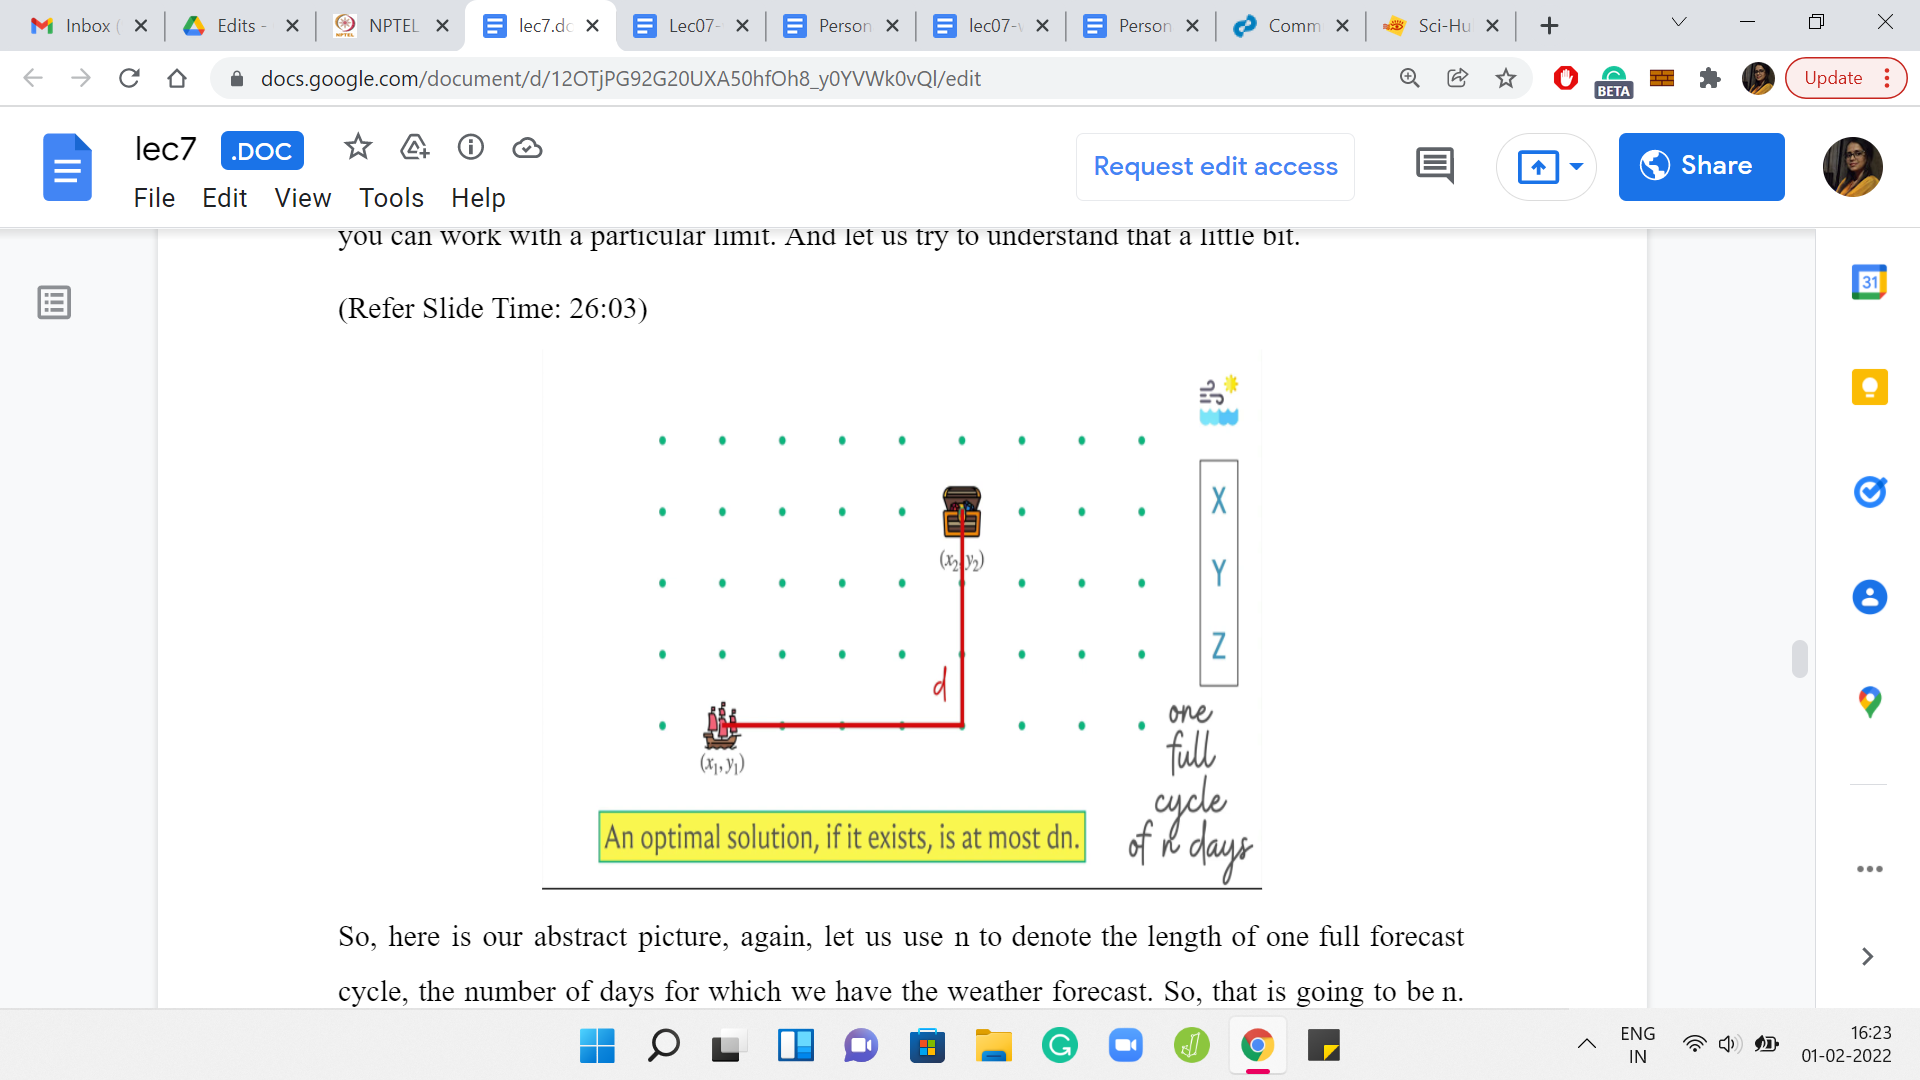 Inbox (
Edits -
NPTEL
lec7.dc
Lec07-
Person
lec07-v
Person
Comm
Sci-Hu
docs.google.com/document/d/12OTjPG92G20UXA50hfOh8_y0YVWk0vQl/edit
BETA
Update
lec7
.DOC
File Edit View Tools Help
Request edit access
Share
you can work with a particular limit. And let us try to understand that a little bit.
(Refer Slide Time: 26:03)
31
X
Y
Z
(x₂, y₂)
d
(x₁, y₁)
one
full
cycle
of n days
An optimal solution, if it exists, is at most dn.
So, here is our abstract picture, again, let us use n to denote the length of one full forecast
cycle, the number of days for which we have the weather forecast. So, that is going to be n.
ENG
IN
16:23
01-02-2022